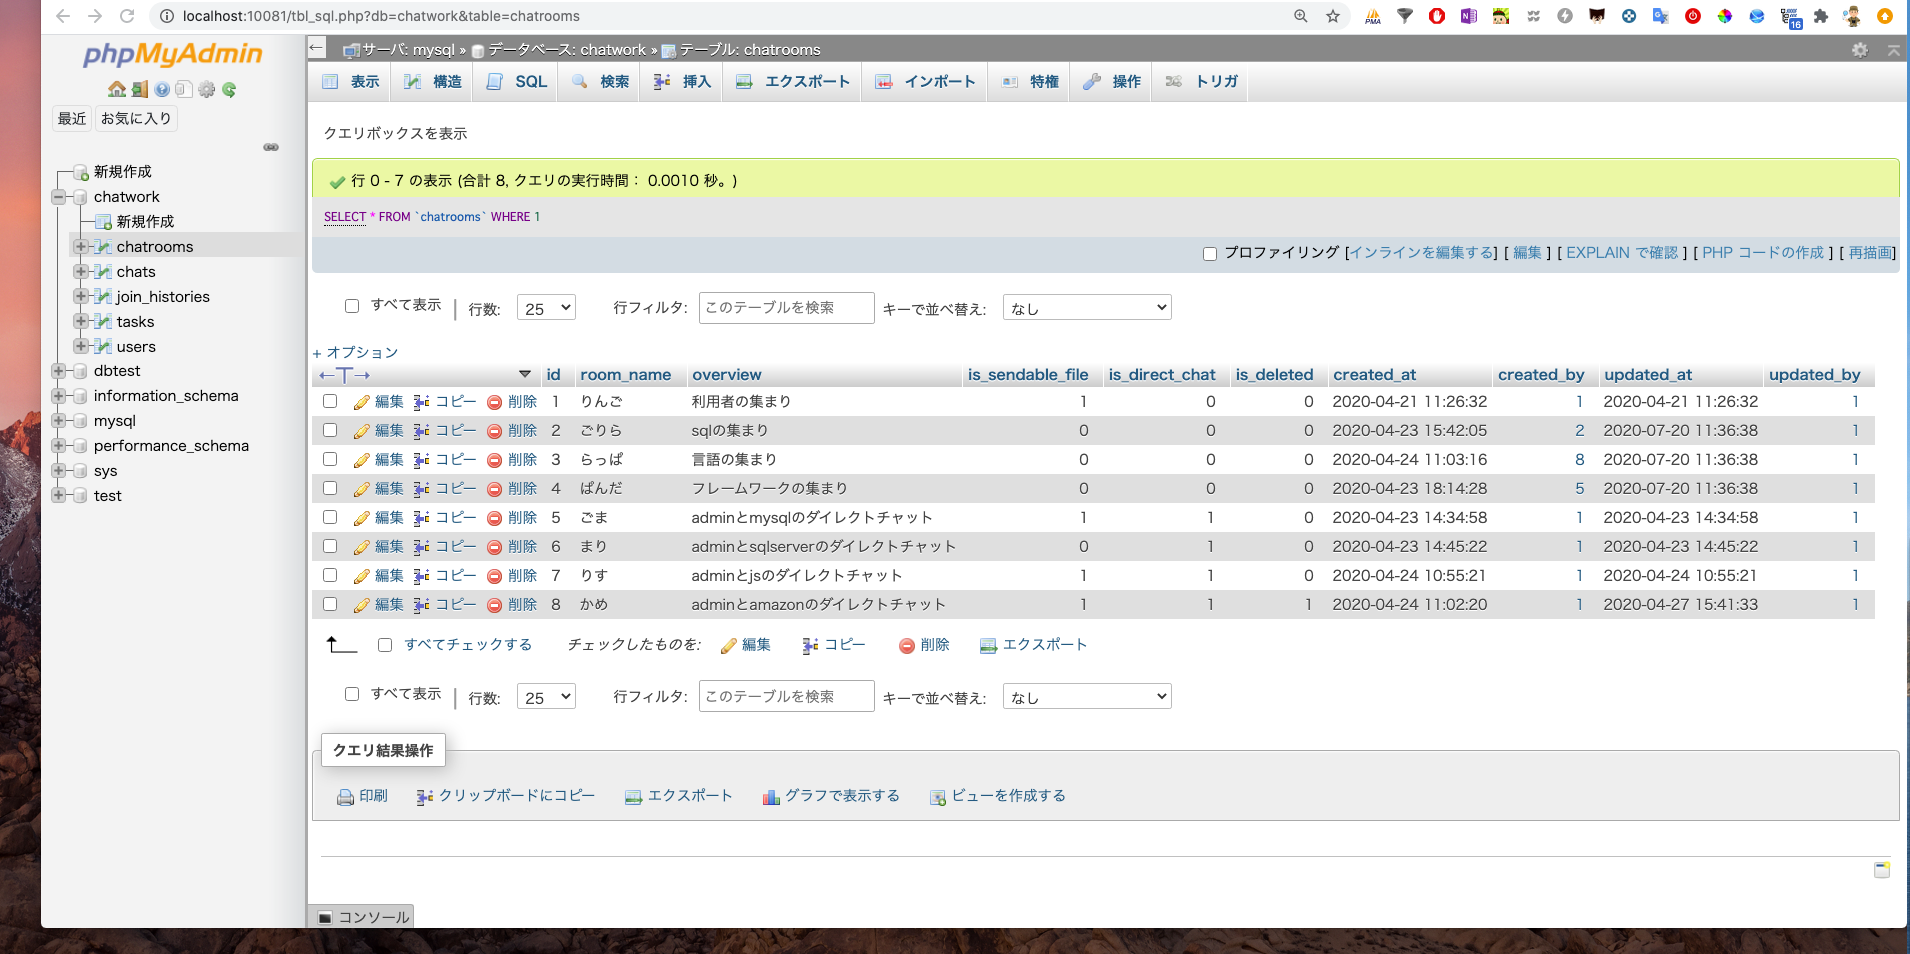 localhost:10081/tbl_sql.php?db=chatwork&table=chatrooms
PMA
16
phpMyAdmin
最近 お気に入り
新規作成
chatwork
新規作成
chatrooms
chats
join_histories
tasks
users
dbtest
information_schema
mysql
performance_schema
sys
test
サーバ: mysql » データベース: chatwork » テーブル: chatrooms
表示 構造 SQL 検索 挿入 エクスポート インポート 特権 操作 トリガ
クエリボックスを表示
行 0 - 7 の表示 (合計 8, クエリの実行時間： 0.0010 秒。)
SELECT * FROM `chatrooms` WHERE 1
プロファイリング [インラインを編集する] [ 編集 ] [ EXPLAIN で確認 ] [ PHP コードの作成 ] [ 再描画]
すべて表示 | 行数: 25 行フィルタ: このテーブルを検索 キーで並べ替え: なし
+ オプション
←T→ id room_name overview is_sendable_file is_direct_chat is_deleted created_at created_by updated_at updated_by
編集 コピー 削除 1 りんご 利用者の集まり 1 0 0 2020-04-21 11:26:32 1 2020-04-21 11:26:32 1
編集 コピー 削除 2 ごりら sqlの集まり 0 0 0 2020-04-23 15:42:05 2 2020-07-20 11:36:38 1
編集 コピー 削除 3 らっぱ 言語の集まり 0 0 0 2020-04-24 11:03:16 8 2020-07-20 11:36:38 1
編集 コピー 削除 4 ぱんだ フレームワークの集まり 0 0 0 2020-04-23 18:14:28 5 2020-07-20 11:36:38 1
編集 コピー 削除 5 ごま adminとmysqlのダイレクトチャット 1 1 0 2020-04-23 14:34:58 1 2020-04-23 14:34:58 1
編集 コピー 削除 6 まり adminとsqlserverのダイレクトチャット 0 1 0 2020-04-23 14:45:22 1 2020-04-23 14:45:22 1
編集 コピー 削除 7 りす adminとjsのダイレクトチャット 1 1 0 2020-04-24 10:55:21 1 2020-04-24 10:55:21 1
編集 コピー 削除 8 かめ adminとamazonのダイレクトチャット 1 1 1 2020-04-24 11:02:20 1 2020-04-27 15:41:33 1
すべてチェックする チェックしたものを: 編集 コピー 削除 エクスポート
すべて表示 | 行数: 25 行フィルタ: このテーブルを検索 キーで並べ替え: なし
クエリ結果操作
印刷 クリップボードにコピー エクスポート グラフで表示する ビューを作成する
コンソール